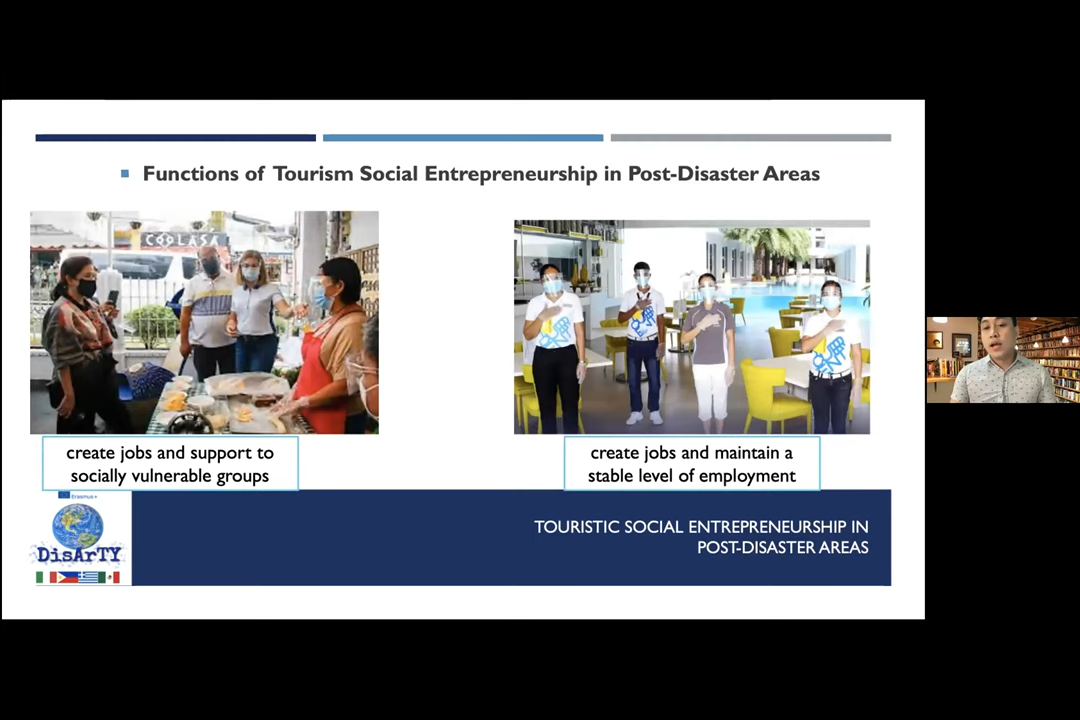 Functions of Tourism Social Entrepreneurship in Post-Disaster Areas
COOLASA
create jobs and support to
socially vulnerable groups
create jobs and maintain a
stable level of employment
Erasmus+
DisArTY
TOURISTIC SOCIAL ENTREPRENEURSHIP IN
POST-DISASTER AREAS